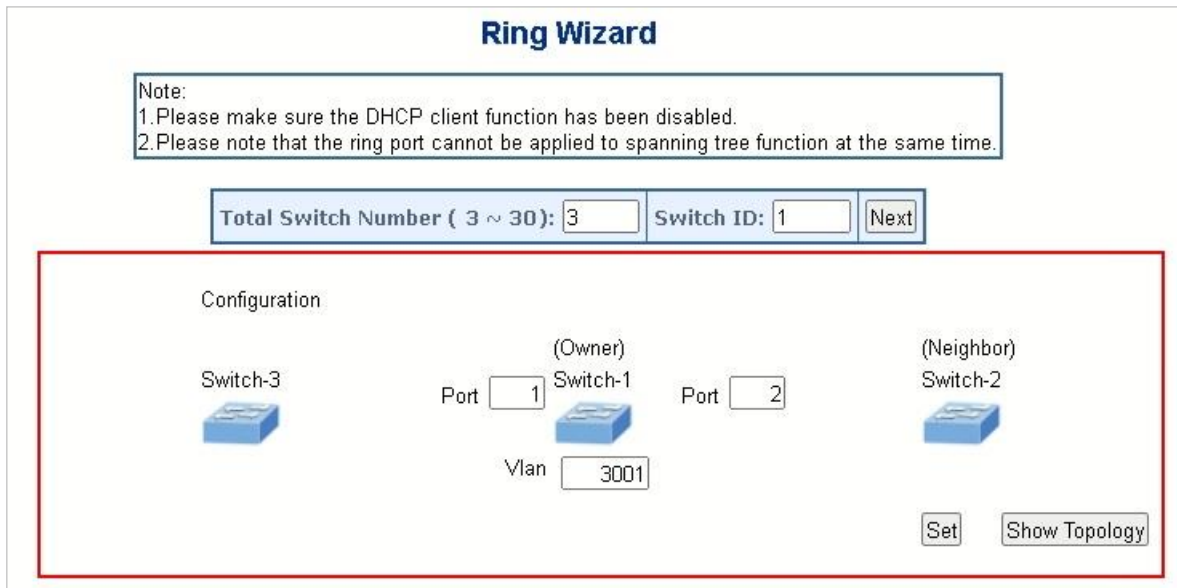 Ring Wizard
Note:
1.Please make sure the DHCP client function has been disabled.
2.Please note that the ring port cannot be applied to spanning tree function at the same time.
Total Switch Number ( 3 ~ 30): 3 Switch ID: 1 Next
Configuration
(Owner) (Neighbor)
Switch-3 Port 1 Switch-1 Port 2 Switch-2
Vlan 3001
Set Show Topology